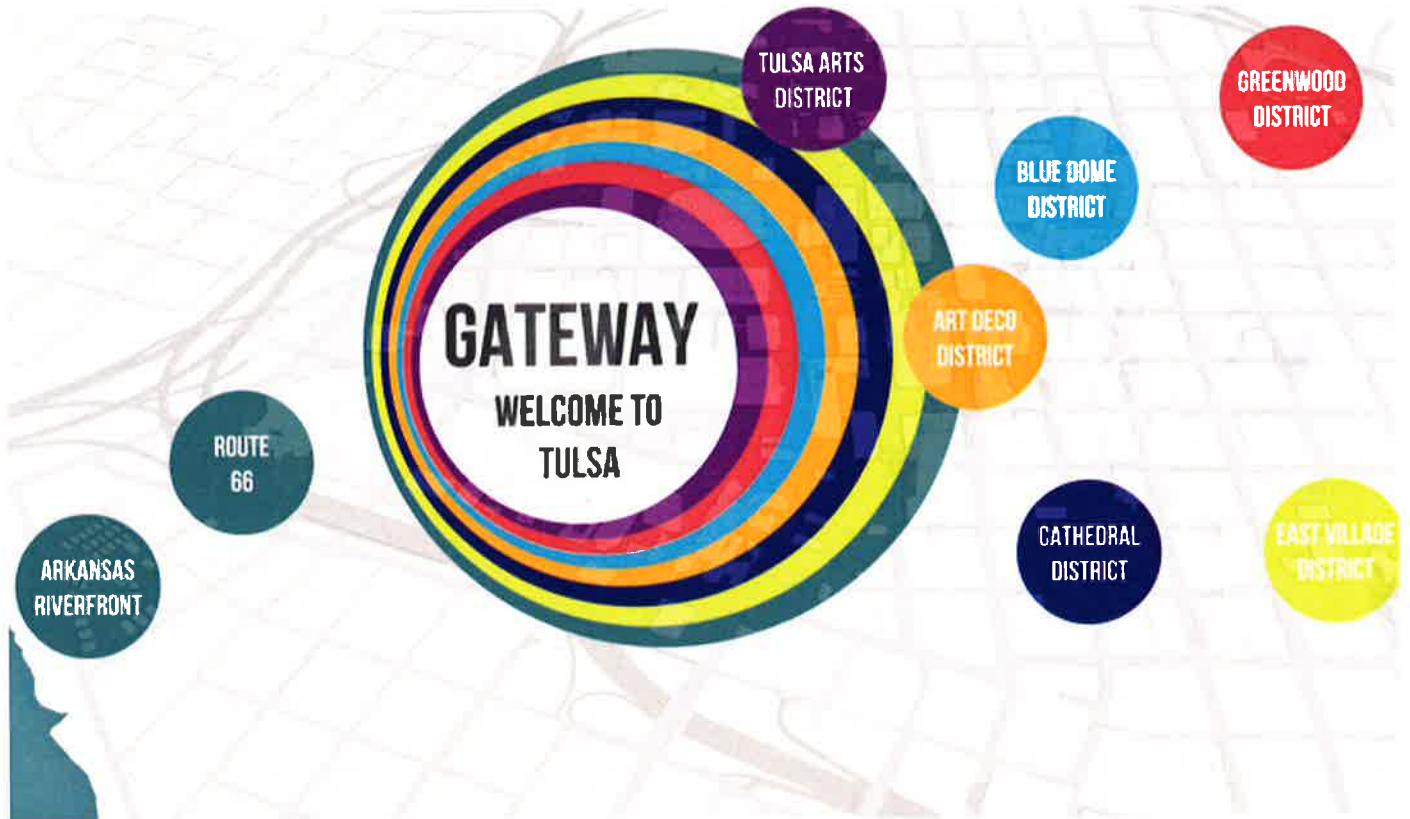 TULSA ARTS
DISTRICT
GREENWOOD
DISTRICT
BLUE DOME
DISTRICT
GATEWAY
WELCOME TO
TULSA
ART DECO
DISTRICT
ROUTE
66
ARKANSAS
RIVERFRONT
CATHEDRAL
DISTRICT
EAST VILLAGE
DISTRICT